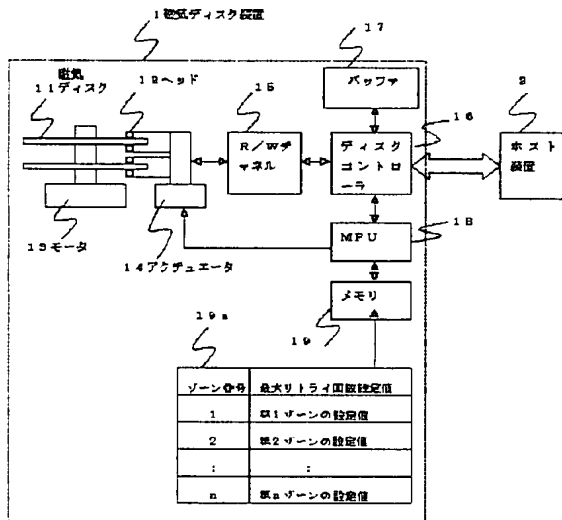 1磁気ディスク装置
17
バッファ
磁気
11ディスク
12ヘッド
15
16
2
R/Wチャネル
ディスク
コントロ
ーラ
ホスト
装置
13モータ
14アクチュエータ
MPU
18
メモリ
19
19a
ゾーン番号 最大リトライ回数設定値
1 第1ゾーンの設定値
2 第2ゾーンの設定値
: :
n 第nゾーンの設定値